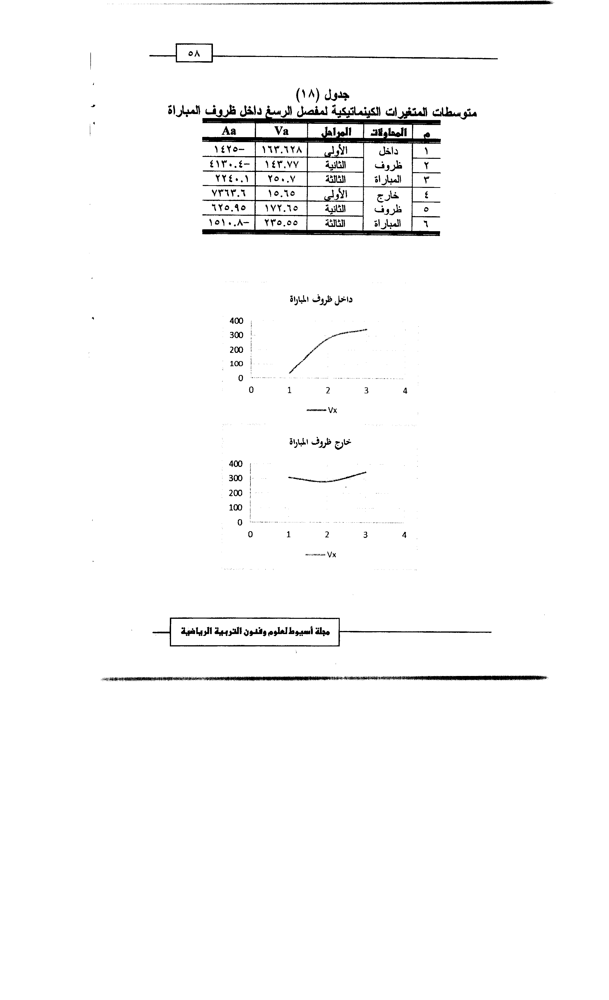 ٥٨
جدول (١٨)
متوسطات المتغيرات الكينماتيكية لمفصل الرسغ داخل ظروف المباراة
م المحاولات المراحل Va Aa
١ داخل الأولى ١٦٣.٦٢٨ ١٤٢٥-
٢ ظروف الثانية ١٤٣.٧٧ ٤١٣٠.٤-
٣ المباراة الثالثة ٢٥٠.٧ ٢٢٤٠.١
٤ خارج الأولى ١٥.٦٥ ٧٣٦٣.٦
٥ ظروف الثانية ١٧٢.٦٥ ٦٢٥.٩٥
٦ المباراة الثالثة ٢٣٥.٥٥ ١٥١٠.٨-
داخل ظروف المباراة
400
300
200
100
0
0 1 2 3 4
Vx
خارج ظروف المباراة
400
300
200
100
0
0 1 2 3 4
Vx
مجلة أسيوط لعلوم وفنون التربية الرياضية